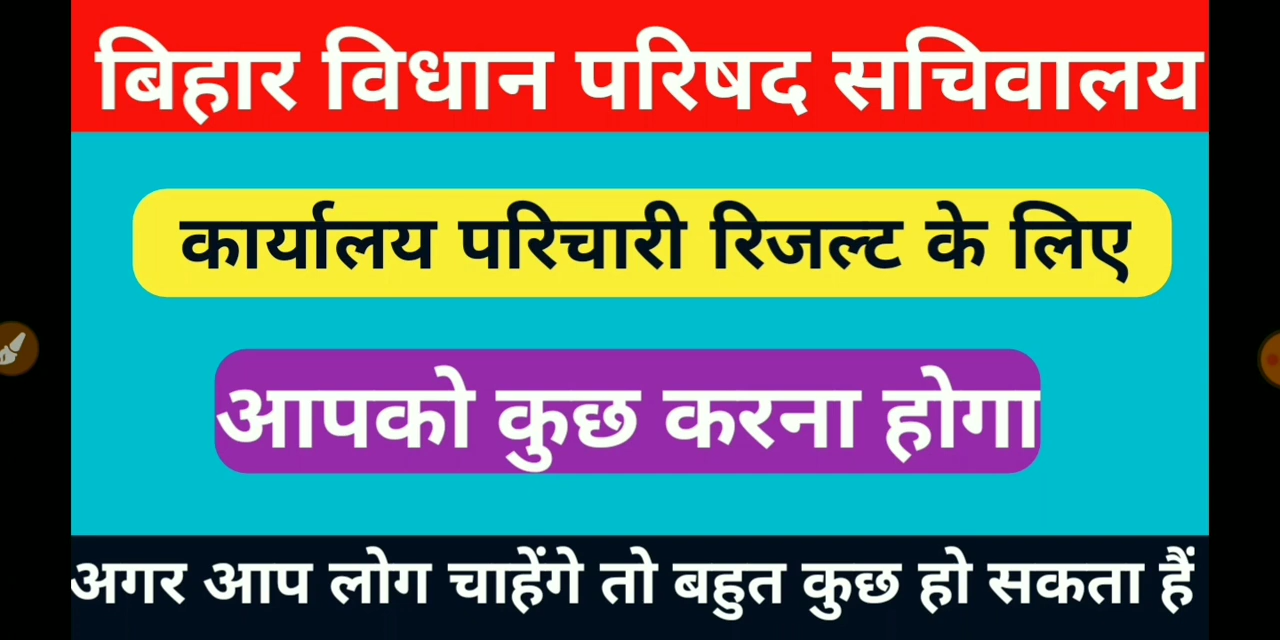 बिहार विधान परिषद सचिवालय
कार्यालय परिचारी रिजल्ट के लिए
आपको कुछ करना होगा
अगर आप लोग चाहेंगे तो बहुत कुछ हो सकता हैं